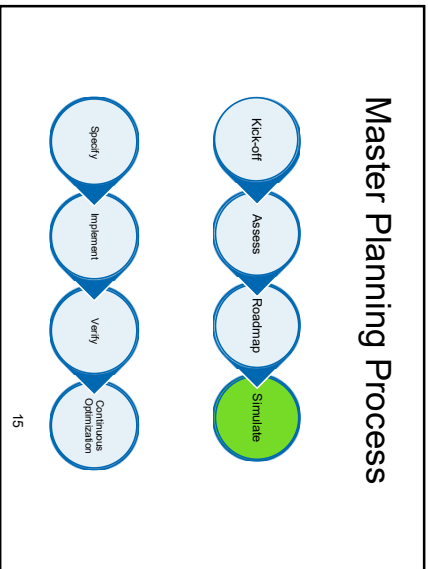 Master Planning Process
Kick-off
Assess
Roadmap
Simulate
Specify
Implement
Verify
Continuous
Optimization
15